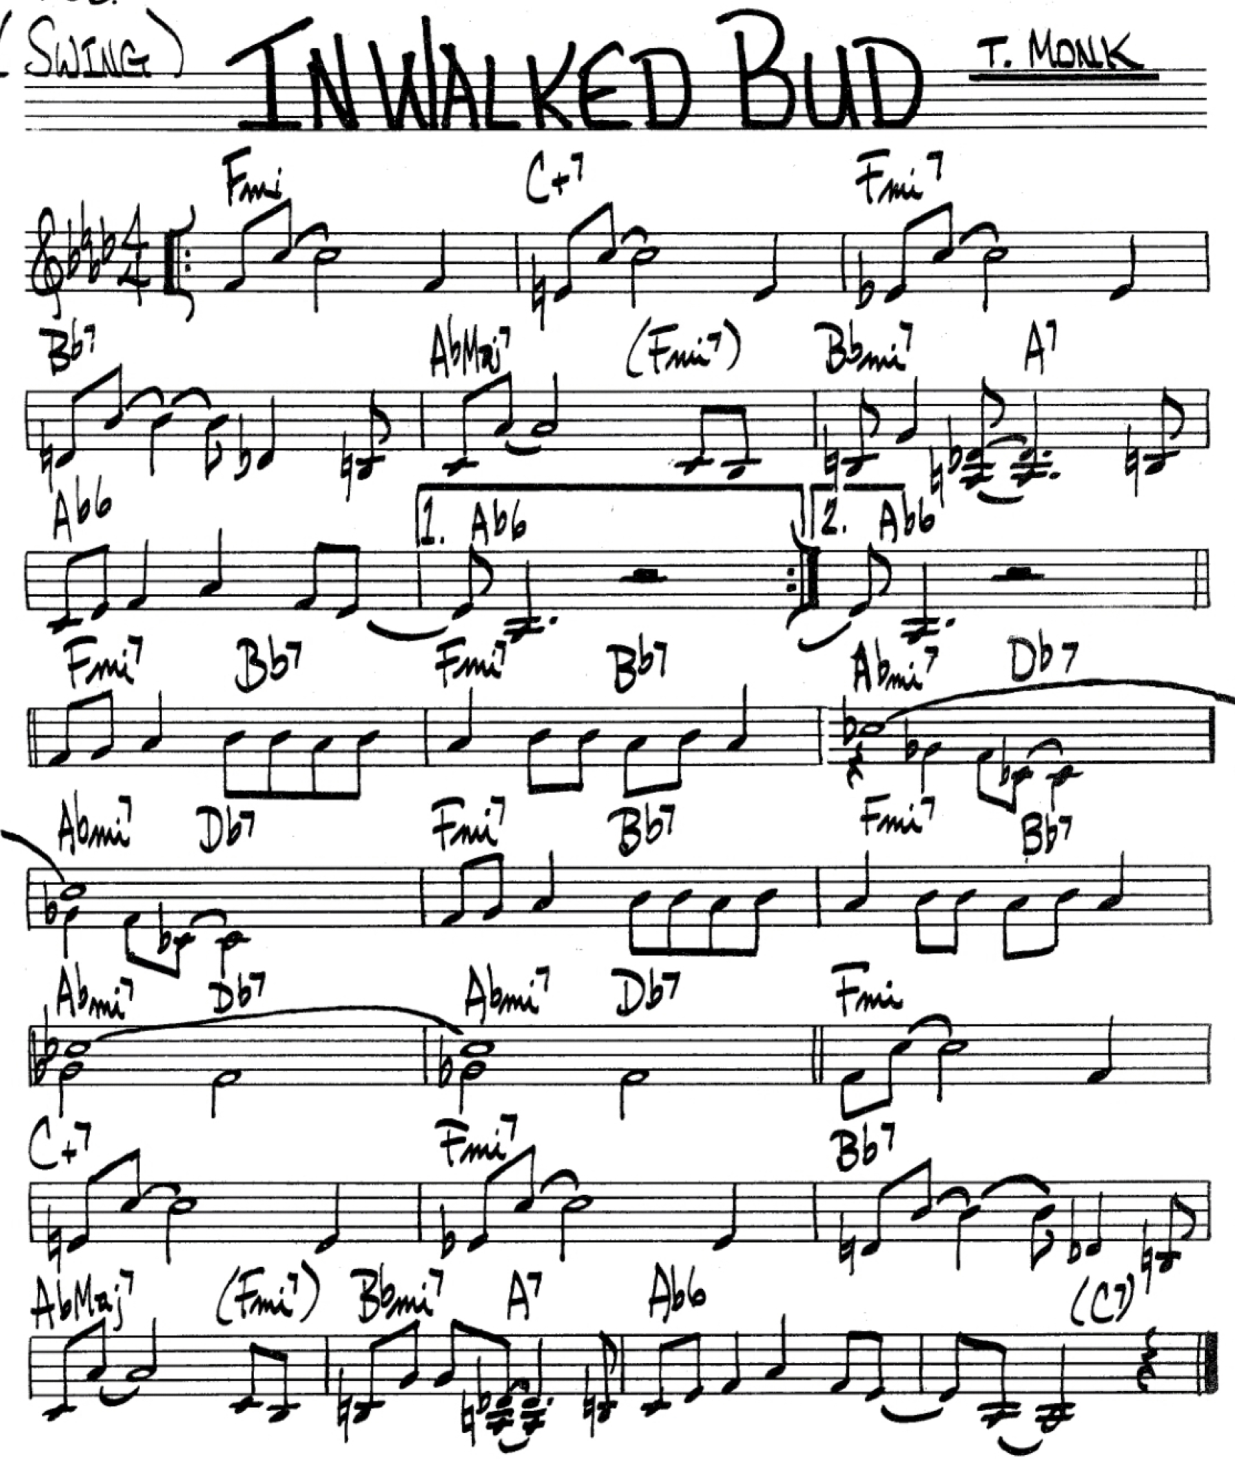 (SWING) IN WALKED BUD T. MONK
4/4
Fmi C+7 Fmi7
Bb7 AbMaj7 (Fmi7) Bbmi7 A7
Ab6 1. Ab6 2. Ab6
Fmi7 Bb7 Fmi7 Bb7 Abmi7 Db7
Abmi7 Db7 Fmi7 Bb7 Fmi7 Bb7
Abmi7 Db7 Abmi7 Db7 Fmi
C+7 Fmi7 Bb7
AbMaj7 (Fmi7) Bbmi7 A7 Ab6 (C7)